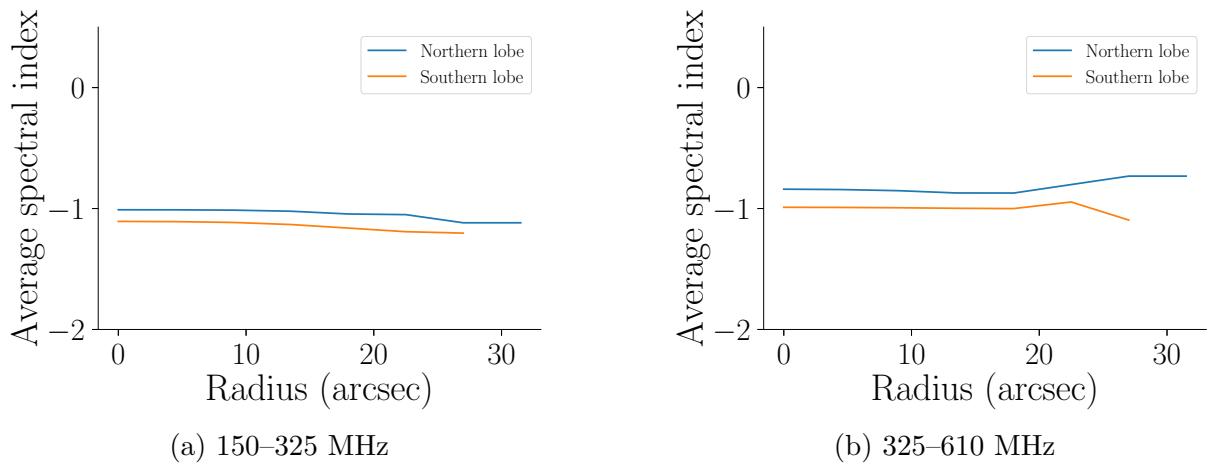 Average spectral index
0
−1
−2
0 10 20 30
Radius (arcsec)
Northern lobe
Southern lobe
(a) 150–325 MHz
Average spectral index
0
−1
−2
0 10 20 30
Radius (arcsec)
Northern lobe
Southern lobe
(b) 325–610 MHz